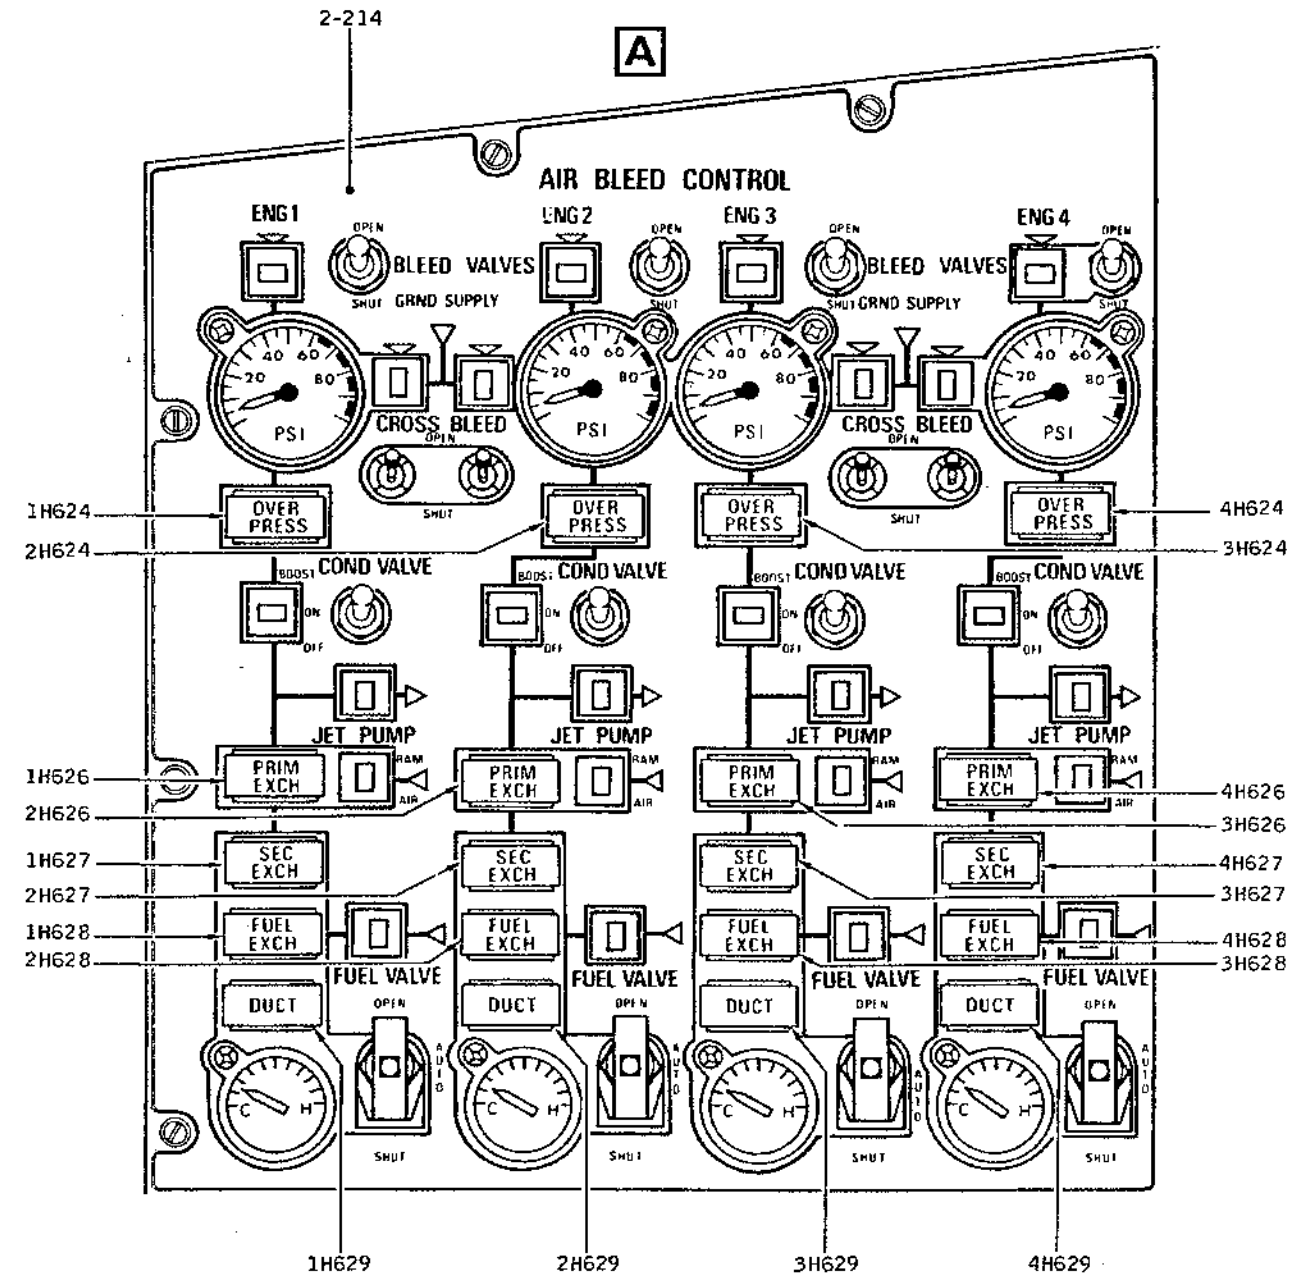 2-214
A
AIR BLEED CONTROL
ENG 1
ENG 2
ENG 3
ENG 4
OPEN
OPEN
OPEN
OPEN
BLEED VALVES
BLEED VALVES
SHUT
GRND SUPPLY
SHUT
SHUT
GRND SUPPLY
SHUT
20 40 60 80
20 40 60 80
20 40 60 80
20 40 60 80
PSI
PSI
PSI
PSI
CROSS BLEED
CROSS BLEED
OPEN
OPEN
SHUT
SHUT
1H624
OVER
PRESS
OVER
PRESS
OVER
PRESS
OVER
PRESS
4H624
2H624
3H624
BOOST
COND VALVE
BOOST
COND VALVE
BOOST
COND VALVE
BOOST
COND VALVE
ON
ON
ON
ON
OFF
OFF
OFF
OFF
JET PUMP
JET PUMP
JET PUMP
JET PUMP
1H626
PRIM
EXCH
RAM
AIR
PRIM
EXCH
RAM
AIR
PRIM
EXCH
RAM
AIR
PRIM
EXCH
RAM
AIR
4H626
2H626
3H626
1H627
SEC
EXCH
SEC
EXCH
SEC
EXCH
SEC
EXCH
4H627
2H627
3H627
1H628
FUEL
EXCH
FUEL
EXCH
FUEL
EXCH
FUEL
EXCH
4H628
2H628
3H628
FUEL VALVE
FUEL VALVE
FUEL VALVE
FUEL VALVE
DUCT
OPEN
DUCT
OPEN
DUCT
OPEN
DUCT
OPEN
AUTO
AUTO
AUTO
AUTO
C H
C H
C H
C H
SHUT
SHUT
SHUT
SHUT
1H629
2H629
3H629
4H629